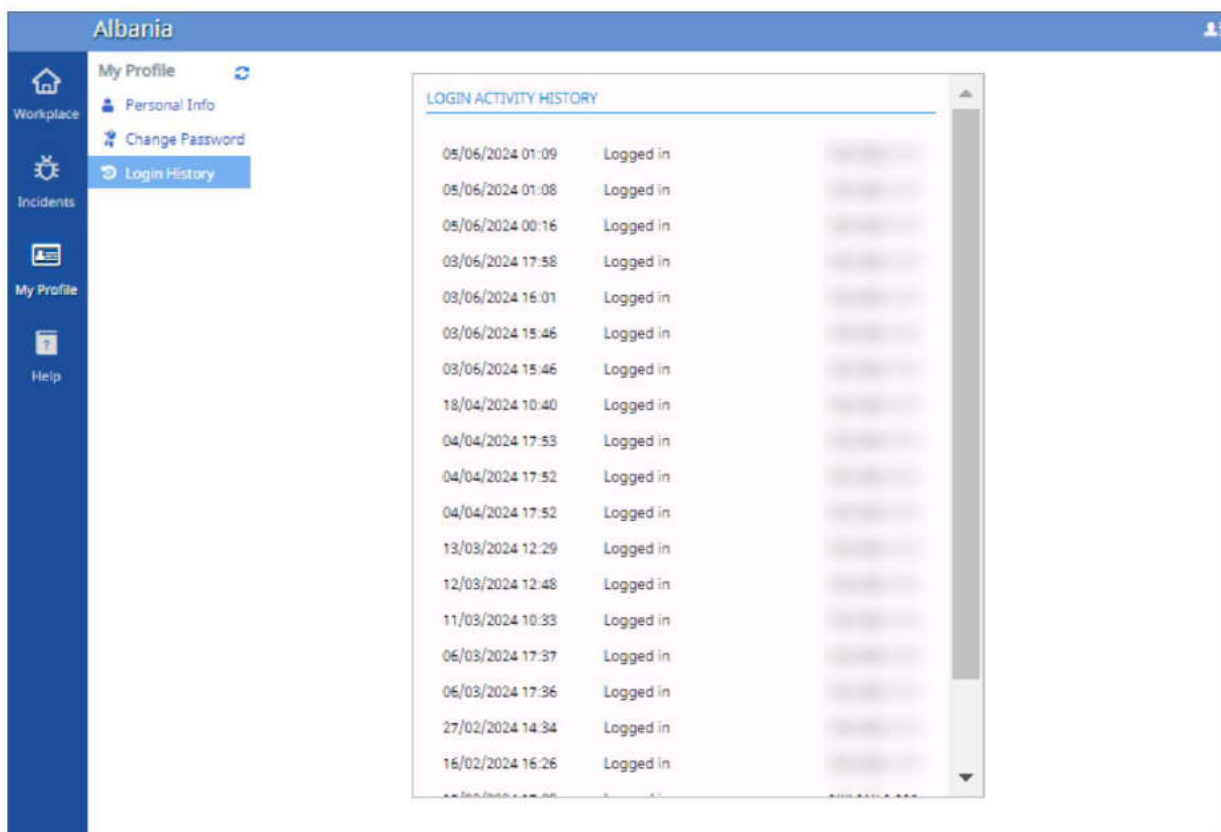 Albania
Workplace
Incidents
My Profile
Help
My Profile
Personal Info
Change Password
Login History
LOGIN ACTIVITY HISTORY
05/06/2024 01:09 Logged in
05/06/2024 01:08 Logged in
05/06/2024 00:16 Logged in
03/06/2024 17:58 Logged in
03/06/2024 16:01 Logged in
03/06/2024 15:46 Logged in
03/06/2024 15:46 Logged in
18/04/2024 10:40 Logged in
04/04/2024 17:53 Logged in
04/04/2024 17:52 Logged in
04/04/2024 17:52 Logged in
13/03/2024 12:29 Logged in
12/03/2024 12:48 Logged in
11/03/2024 10:33 Logged in
06/03/2024 17:37 Logged in
06/03/2024 17:36 Logged in
27/02/2024 14:34 Logged in
16/02/2024 16:26 Logged in